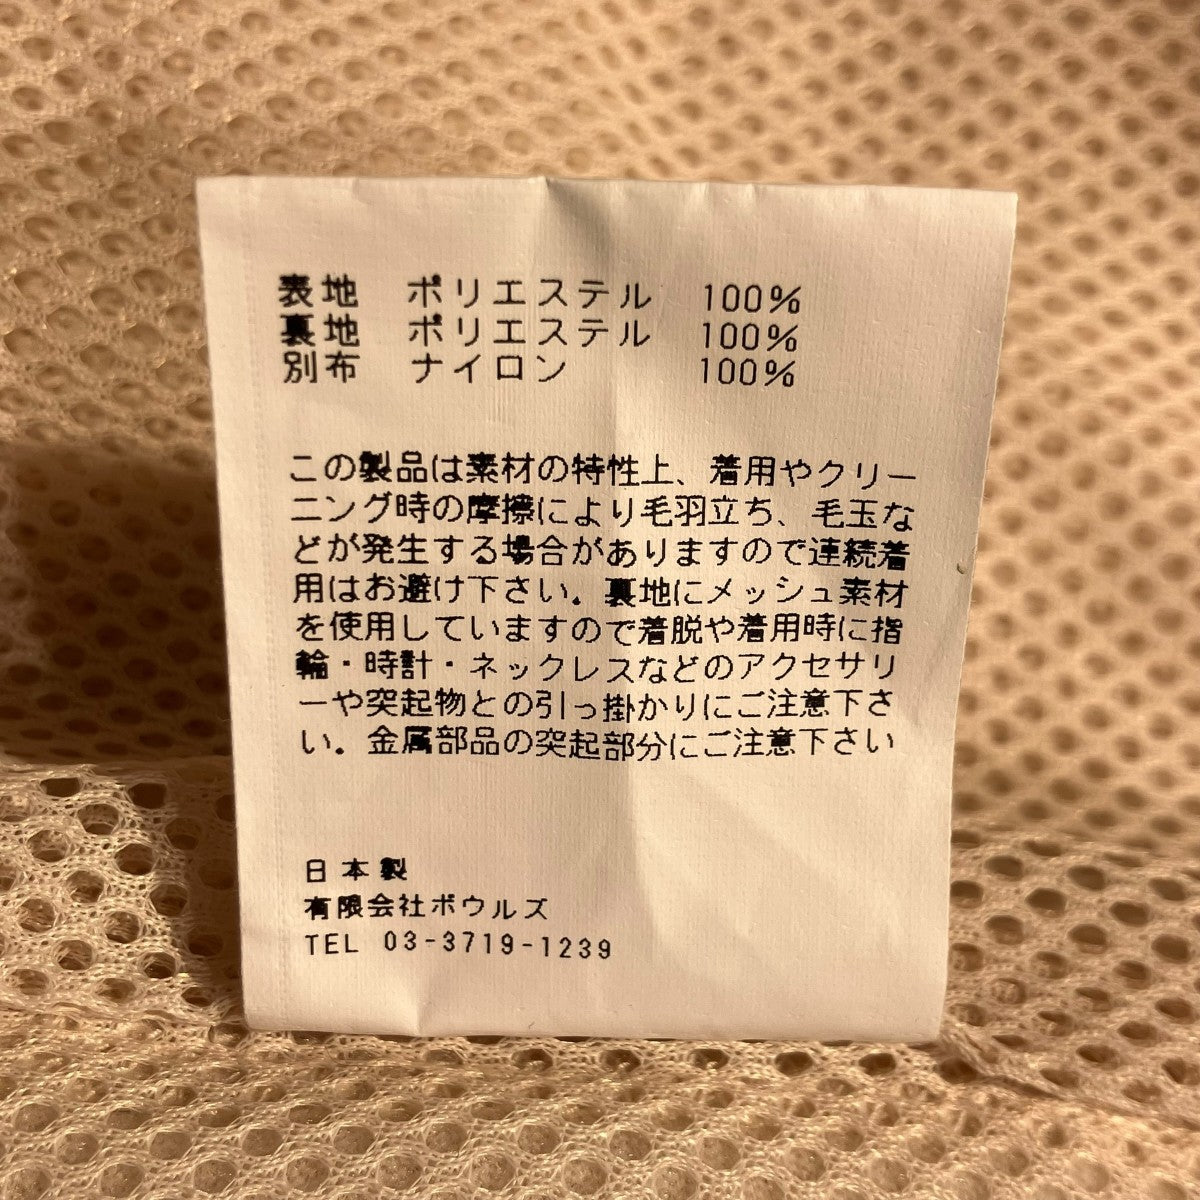 表地 ポリエステル 100%
裏地 ポリエステル 100%
別布 ナイロン 100%
この製品は素材の特性上、着用やクリー
ニング時の摩擦により毛羽立ち、毛玉な
どが発生する場合がありますので連続着
用はお避け下さい。裏地にメッシュ素材
を使用していますので着脱や着用時に指
輪・時計・ネックレスなどのアクセサリ
ーや突起物との引っ掛かりにご注意下さ
い。金属部品の突起部分にご注意下さい
日本製
有限会社ボウルズ
TEL 03-3719-1239